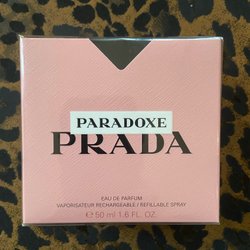 PARADOXE
PRADA
EAU DE PARFUM
VAPORISATEUR RECHARGEABLE / REFILLABLE SPRAY
℮ 50 ml 1.6 FL. OZ.